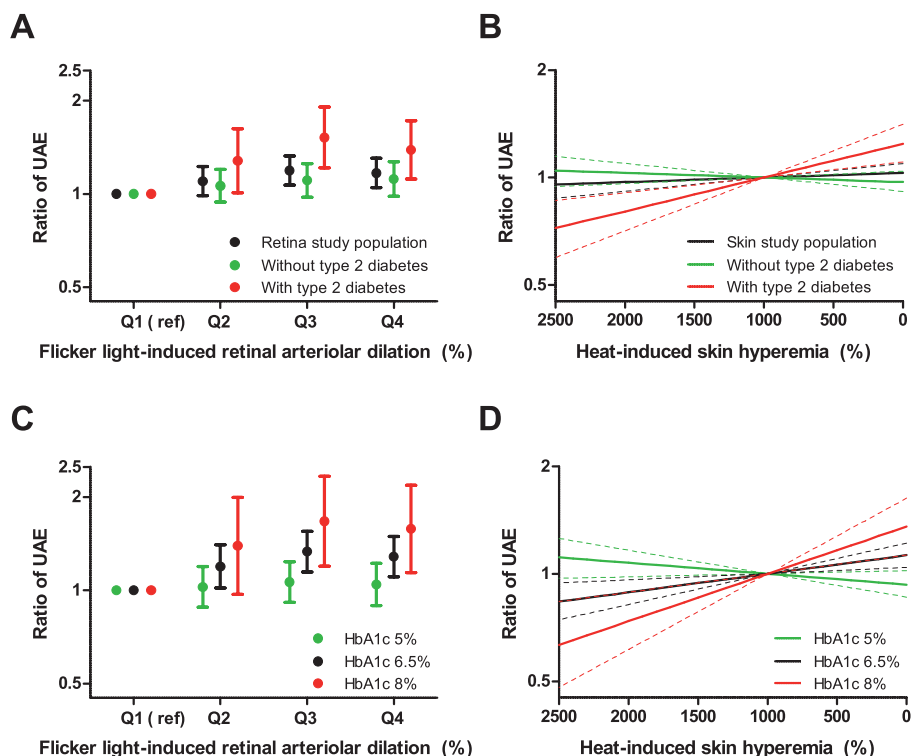 A
Ratio of UAE
2.5
2
1
0.5
Retina study population
Without type 2 diabetes
With type 2 diabetes
Q1 ( ref) Q2 Q3 Q4
Flicker light-induced retinal arteriolar dilation (%)
B
Ratio of UAE
2
1
0.5
Skin study population
Without type 2 diabetes
With type 2 diabetes
2500 2000 1500 1000 500 0
Heat-induced skin hyperemia (%)
C
Ratio of UAE
2.5
2
1
0.5
HbA1c 5%
HbA1c 6.5%
HbA1c 8%
Q1 ( ref) Q2 Q3 Q4
Flicker light-induced retinal arteriolar dilation (%)
D
Ratio of UAE
2
1
0.5
HbA1c 5%
HbA1c 6.5%
HbA1c 8%
2500 2000 1500 1000 500 0
Heat-induced skin hyperemia (%)